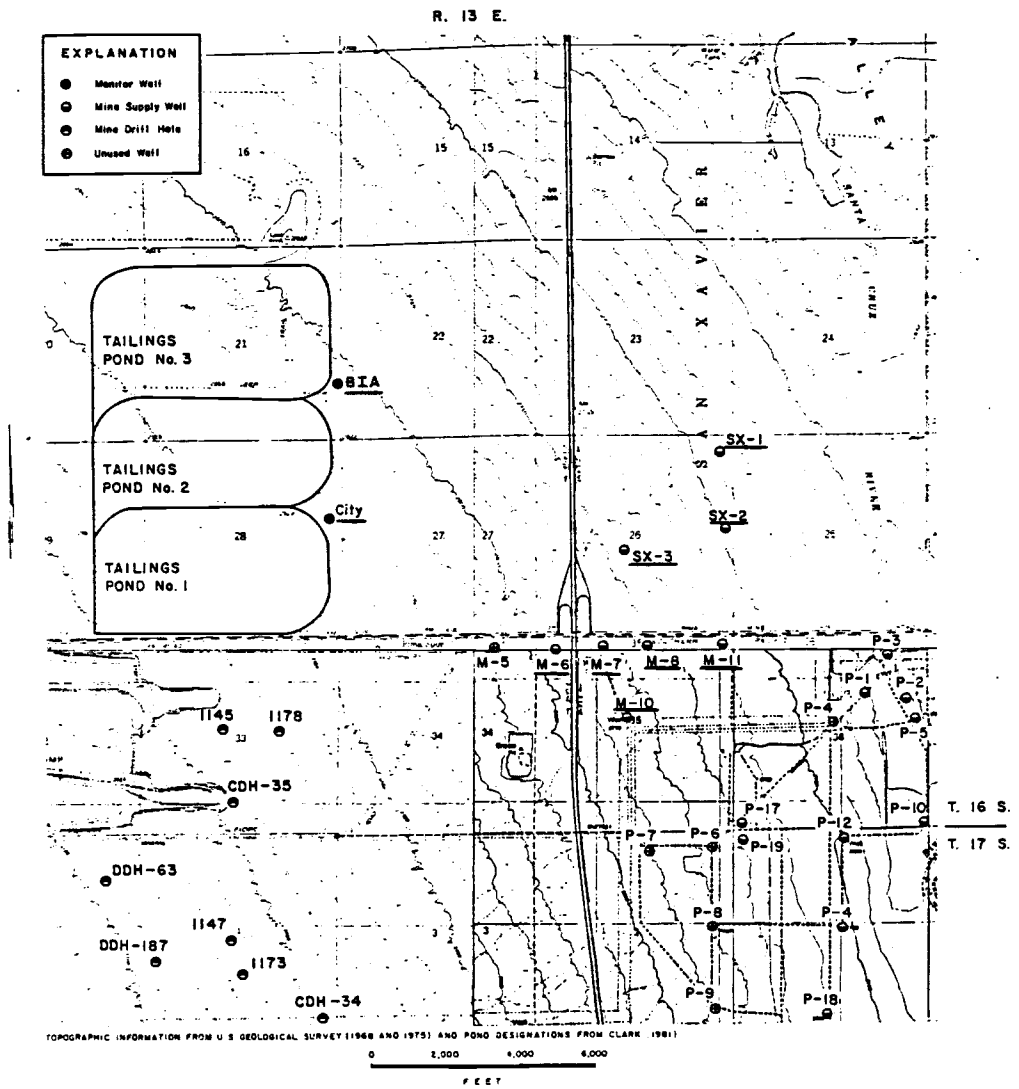 R. 13 E.
EXPLANATION
Monitor Well
Mine Supply Well
Mine Drift Hole
Unused Well
16
15
15
14
13
A L L E Y
SANTA
CRUZ
RIVER
SAN XAVIER
TAILINGS
POND No. 3
21
22
22
23
24
BIA
TAILINGS
POND No. 2
SX-1
City
SX-2
28
27
27
26
25
SX-3
TAILINGS
POND No. 1
M-5
M-6
M-7
M-8
M-11
P-3
P-1
P-2
M-10
P-4
P-5
1145
1178
33
34
34
35
36
CDH-35
P-17
P-12
P-10
T. 16 S.
P-7
P-6
P-19
T. 17 S.
DDH-63
1147
P-8
P-4
3
3
DDH-187
1173
CDH-34
P-9
P-18
TOPOGRAPHIC INFORMATION FROM U S GEOLOGICAL SURVEY (1968 AND 1975) AND POND DESIGNATIONS FROM CLARK 1981)
0 2,000 4,000 6,000
FEET